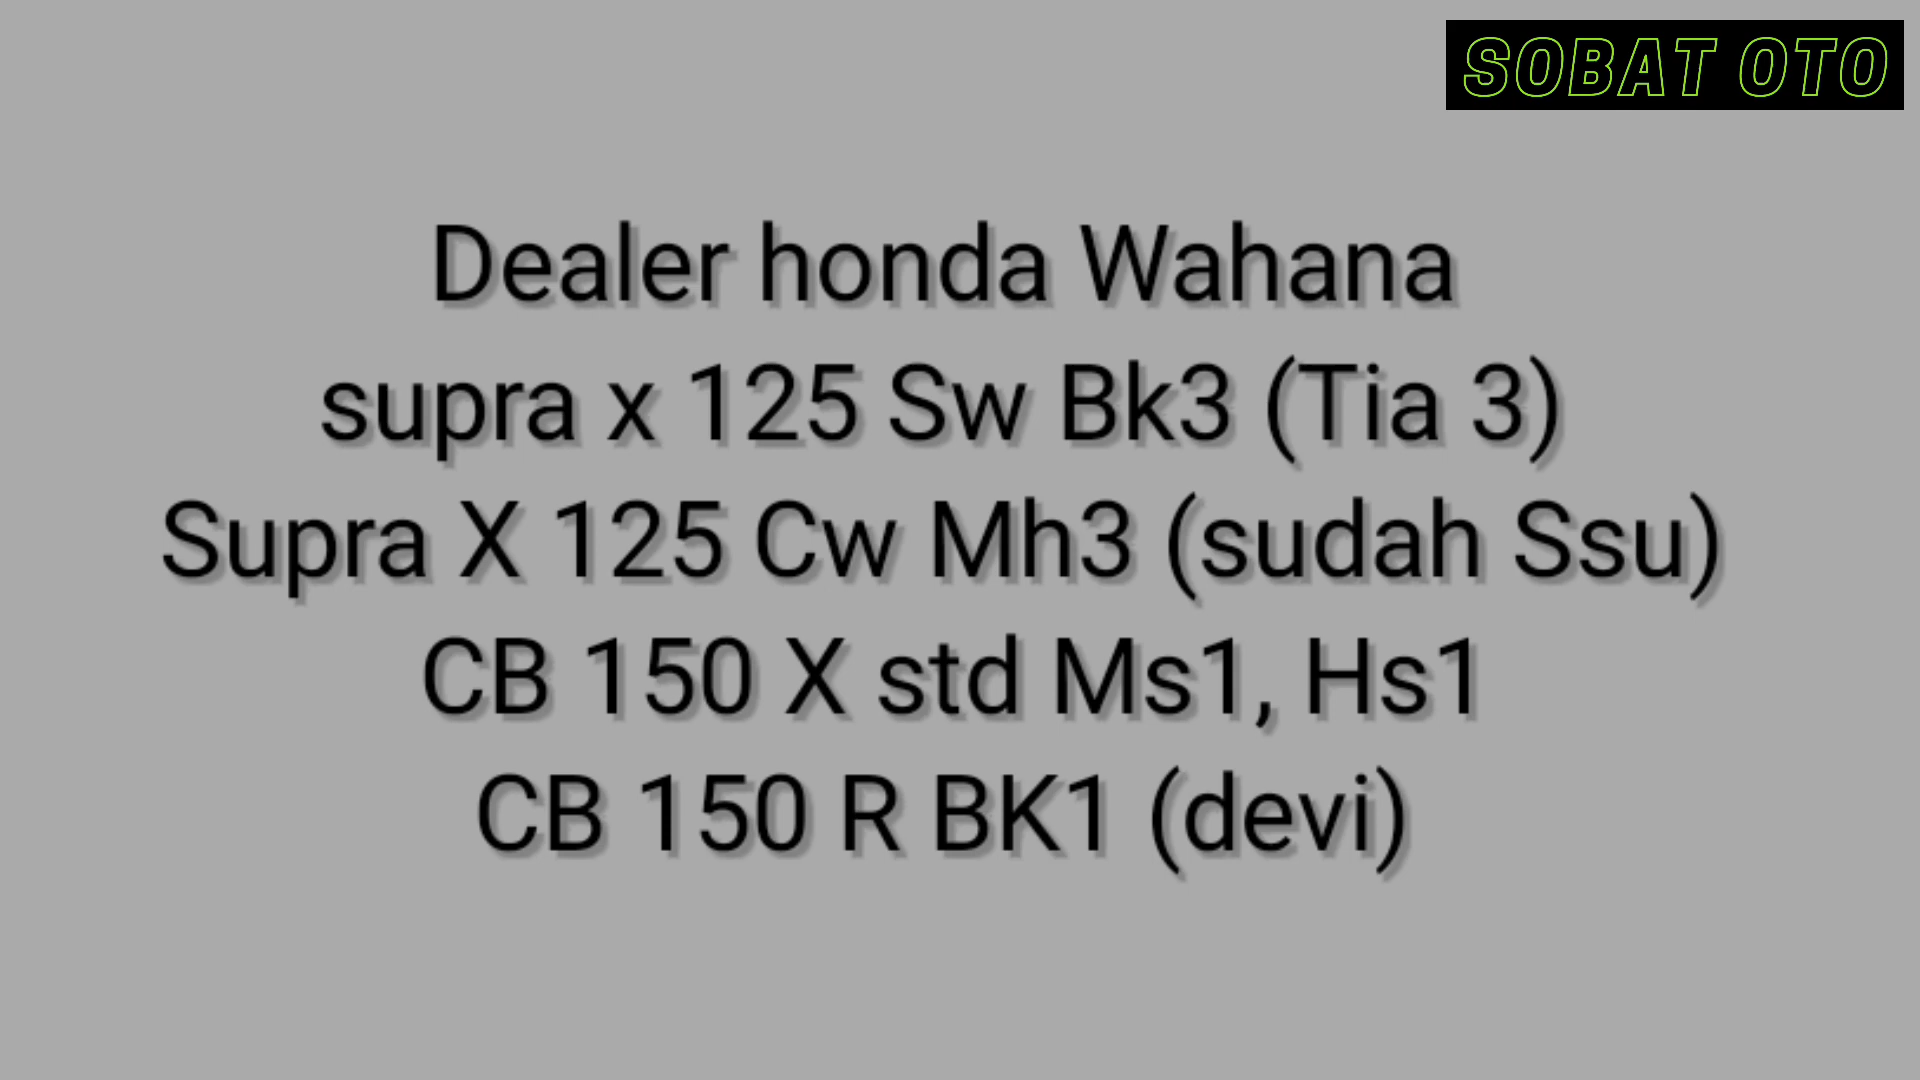 SOBAT OTO
Dealer honda Wahana
supra x 125 Sw Bk3 (Tia 3)
Supra X 125 Cw Mh3 (sudah Ssu)
CB 150 X std Ms1, Hs1
CB 150 R BK1 (devi)